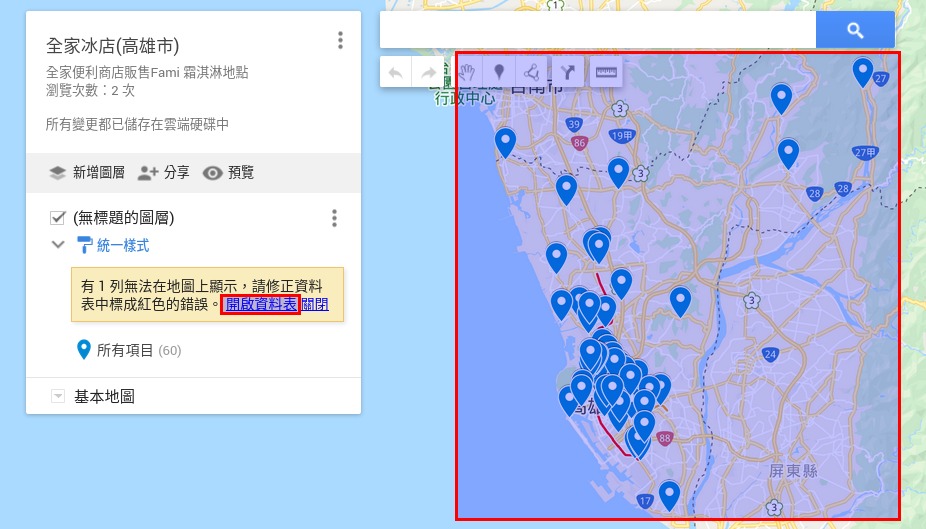 全家冰店(高雄市)
全家便利商店販售Fami 霜淇淋地點
瀏覽次數：2 次
所有變更都已儲存在雲端硬碟中
新增圖層 分享 預覽
(無標題的圖層)
統一樣式
有 1 列無法在地圖上顯示，請修正資料
表中標成紅色的錯誤。 開啟資料表 關閉
所有項目 (60)
基本地圖
行政中心
台南市
27
3
39
86
19甲
27甲
3
28
28
3
24
高雄
88
屏東縣
17
3